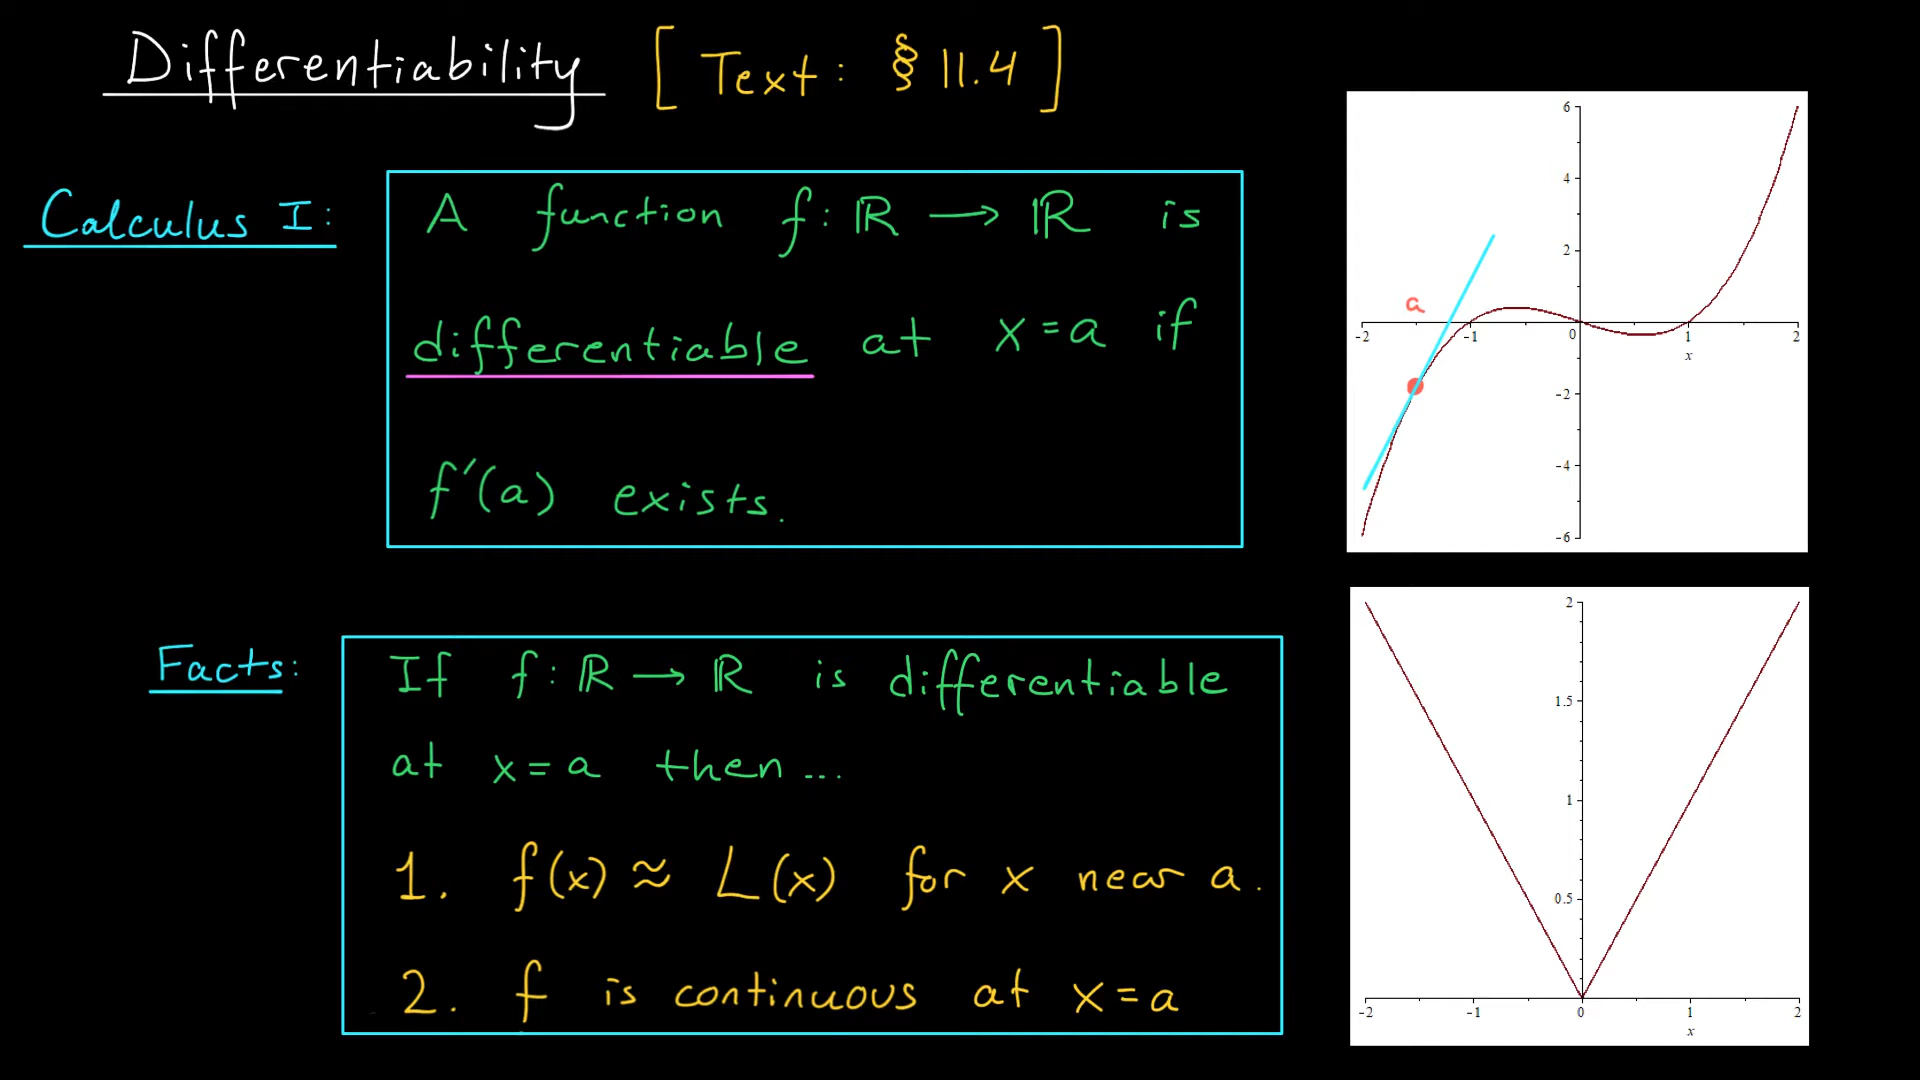 Differentiability [Text: § 11.4]
Calculus I:
A function f: ℝ → ℝ is
differentiable at x = a if
f'(a) exists.
Facts:
If f: ℝ → ℝ is differentiable
at x = a then...
1. f(x) ≈ L(x) for x near a.
2. f is continuous at x = a
6
4
2
a
-2 -1 0 1 2
x
-2
-4
-6
2
1.5
1
0.5
-2 -1 0 1 2
x